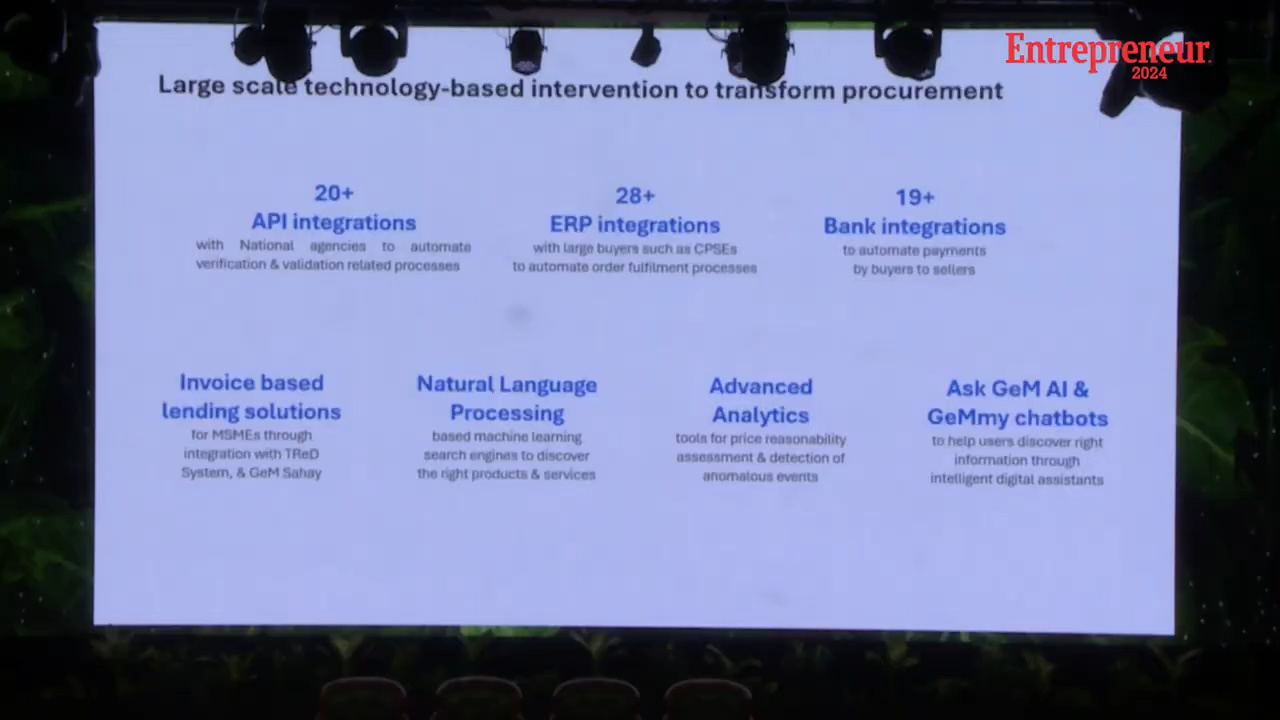 Entrepreneur
2024
Large scale technology-based intervention to transform procurement
20+
API integrations
with National agencies to automate
verification & validation related processes
28+
ERP integrations
with large buyers such as CPSEs
to automate order fulfilment processes
19+
Bank integrations
to automate payments
by buyers to sellers
Invoice based
lending solutions
for MSMEs through
integration with TReD
System, & GeM Sahay
Natural Language
Processing
based machine learning
search engines to discover
the right products & services
Advanced
Analytics
tools for price reasonability
assessment & detection of
anomalous events
Ask GeM AI &
GeMmy chatbots
to help users discover right
information through
intelligent digital assistants